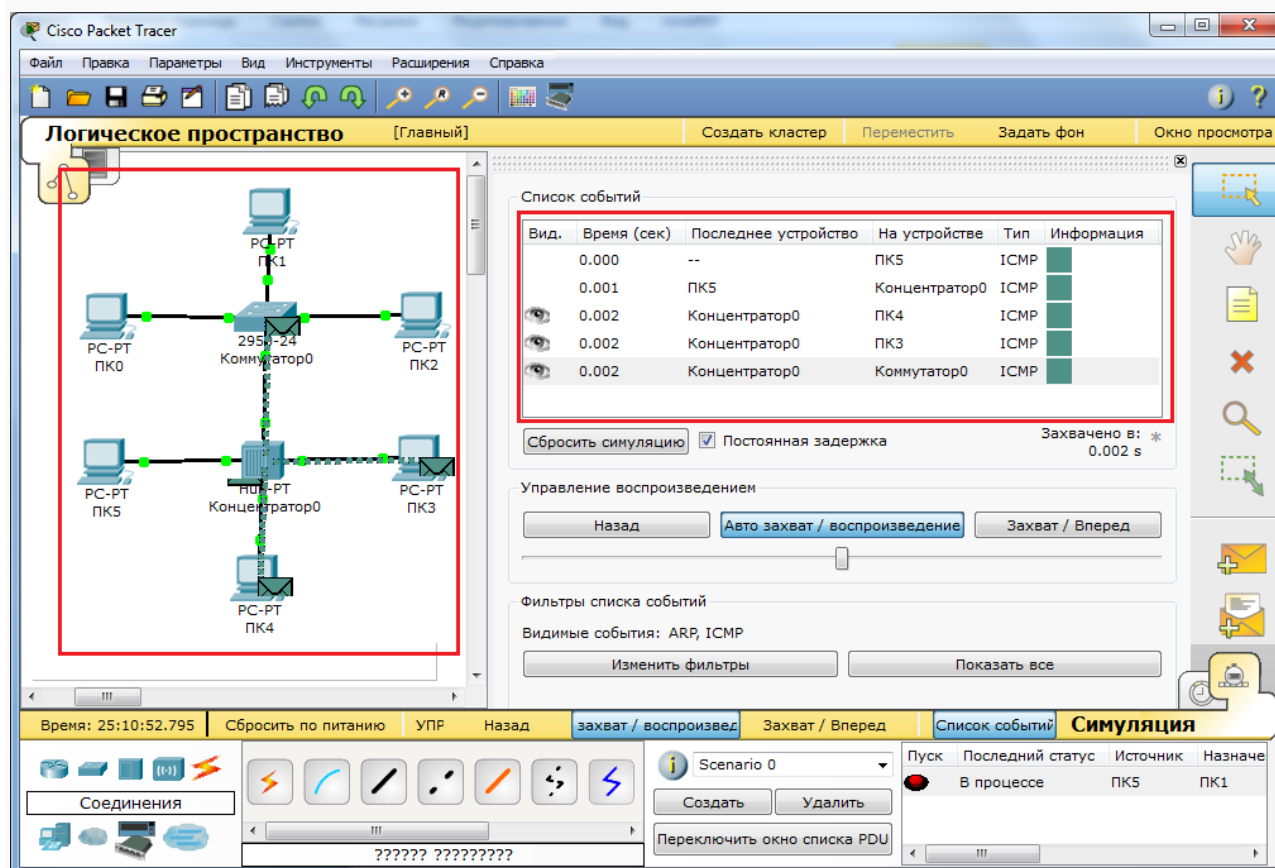 Cisco Packet Tracer
Файл Правка Параметры Вид Инструменты Расширения Справка
Логическое пространство [Главный] Создать кластер Переместить Задать фон Окно просмотра
PC-PT
ПК1
PC-PT
ПК0
2950-24
Коммутатор0
PC-PT
ПК2
PC-PT
ПК5
Hub-PT
Концентратор0
PC-PT
ПК3
PC-PT
ПК4
Список событий
Вид. Время (сек) Последнее устройство На устройстве Тип Информация
0.000 -- ПК5 ICMP
0.001 ПК5 Концентратор0 ICMP
0.002 Концентратор0 ПК4 ICMP
0.002 Концентратор0 ПК3 ICMP
0.002 Концентратор0 Коммутатор0 ICMP
Сбросить симуляцию Постоянная задержка Захвачено в: *
0.002 s
Управление воспроизведением
Назад Авто захват / воспроизведение Захват / Вперед
Фильтры списка событий
Видимые события: ARP, ICMP
Изменить фильтры Показать все
Время: 25:10:52.795 Сбросить по питанию УПР Назад захват / воспроизвед Захват / Вперед Список событий Симуляция
Соединения
?????? ?????????
Scenario 0
Создать Удалить
Переключить окно списка PDU
Пуск Последний статус Источник Назначе
В процессе ПК5 ПК1